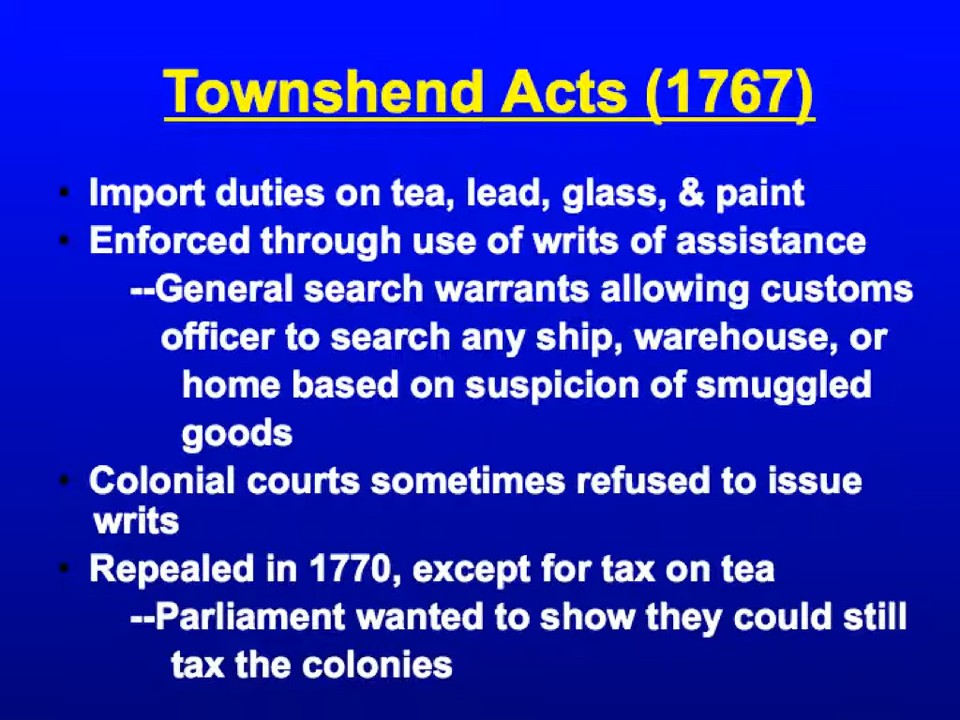 Townshend Acts (1767)
• Import duties on tea, lead, glass, & paint
• Enforced through use of writs of assistance
--General search warrants allowing customs
officer to search any ship, warehouse, or
home based on suspicion of smuggled
goods
• Colonial courts sometimes refused to issue
writs
• Repealed in 1770, except for tax on tea
--Parliament wanted to show they could still
tax the colonies